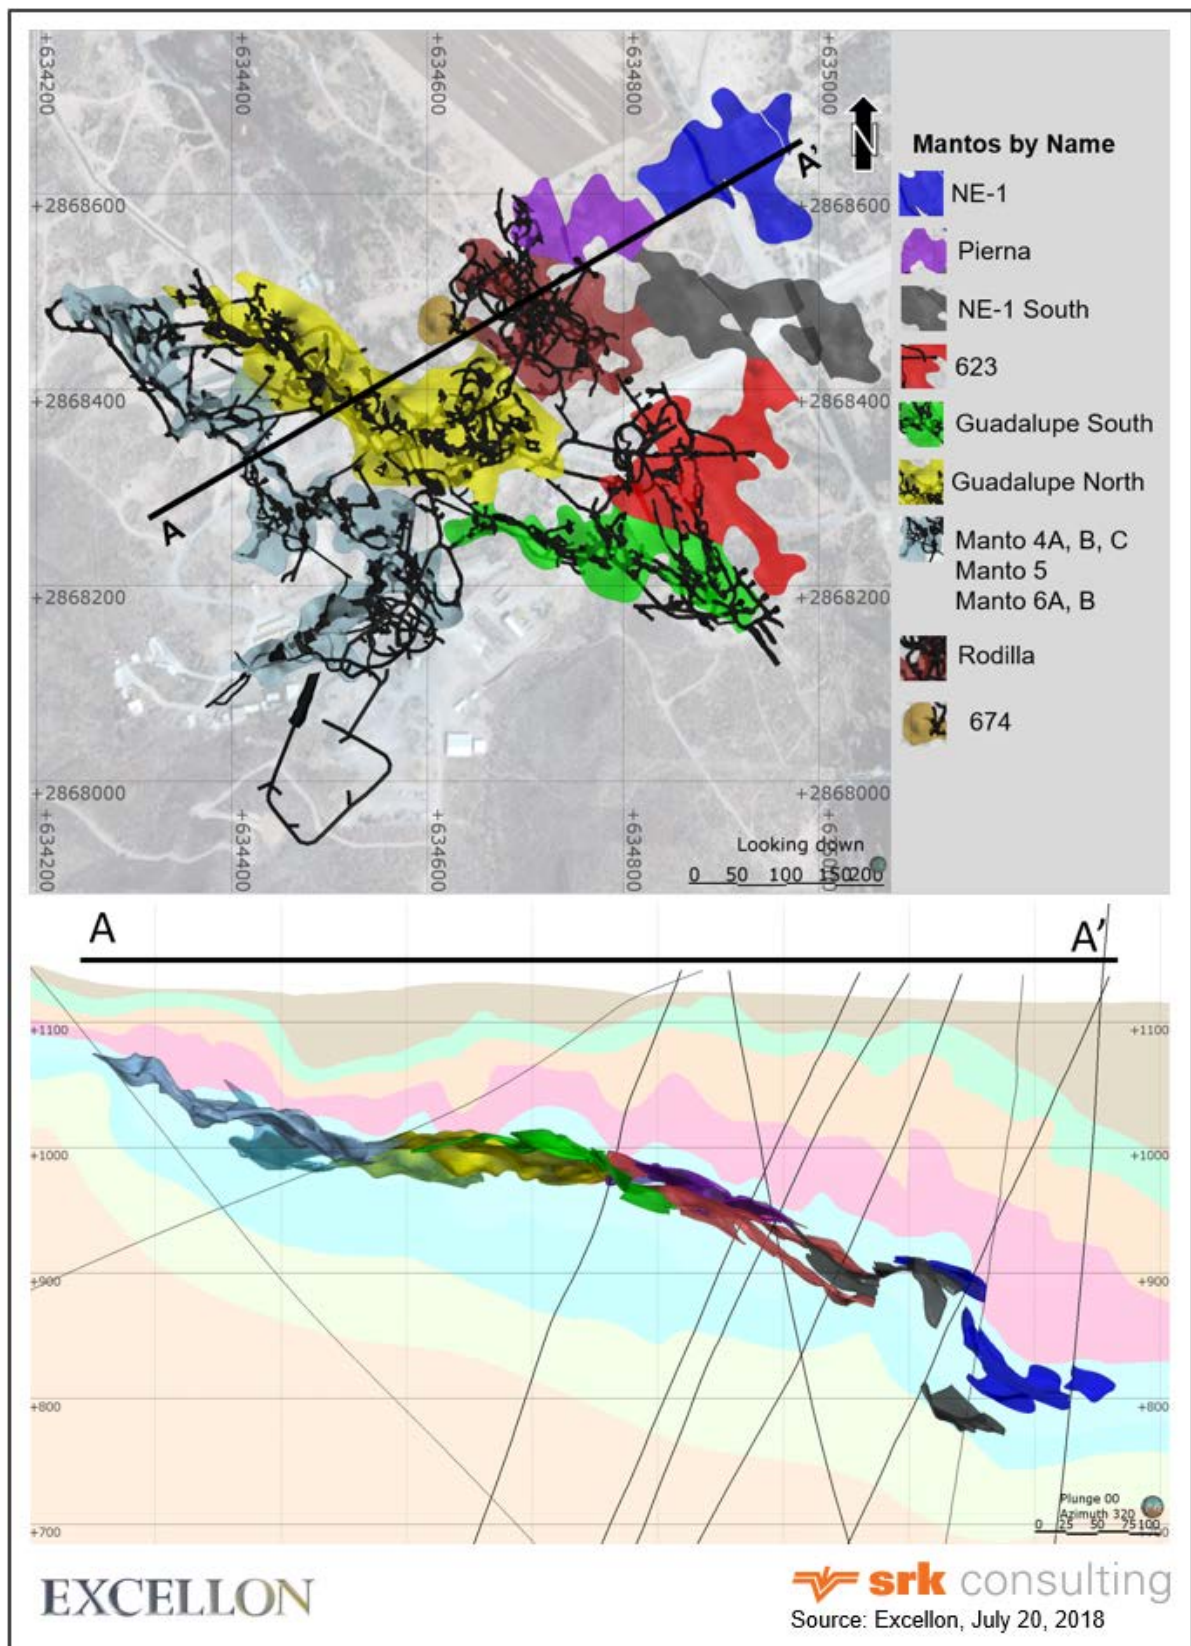 +634200
+634400
+634600
+634800
+635000
N
Mantos by Name
A'
NE-1
+2868600
+2868600
Pierna
NE-1 South
623
+2868400
+2868400
Guadalupe South
Guadalupe North
A
Manto 4A, B, C
Manto 5
Manto 6A, B
+2868200
+2868200
Rodilla
674
+2868000
+2868000
Looking down
0 50 100 150 200
+634200
+634400
+634600
+634800
A
A'
+1100
+1100
+1000
+1000
+900
+900
+800
+800
Plunge 00
Azimuth 320
0 25 50 75 100
+700
EXCELLON
srk consulting
Source: Excellon, July 20, 2018